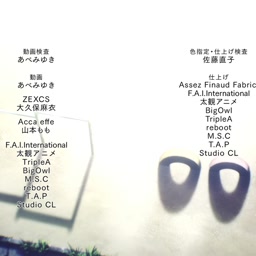 動画検査
あべみゆき
動画
あべみゆき
ZEXCS
大久保麻衣
Acca effe
山本もも
F.A.I.International
太観アニメ
TripleA
BigOwl
M.S.C
reboot
T.A.P
Studio CL
色指定・仕上げ検査
佐藤直子
仕上げ
Assez Finaud Fabric
F.A.I.International
太観アニメ
BigOwl
TripleA
reboot
M.S.C
T.A.P
Studio CL